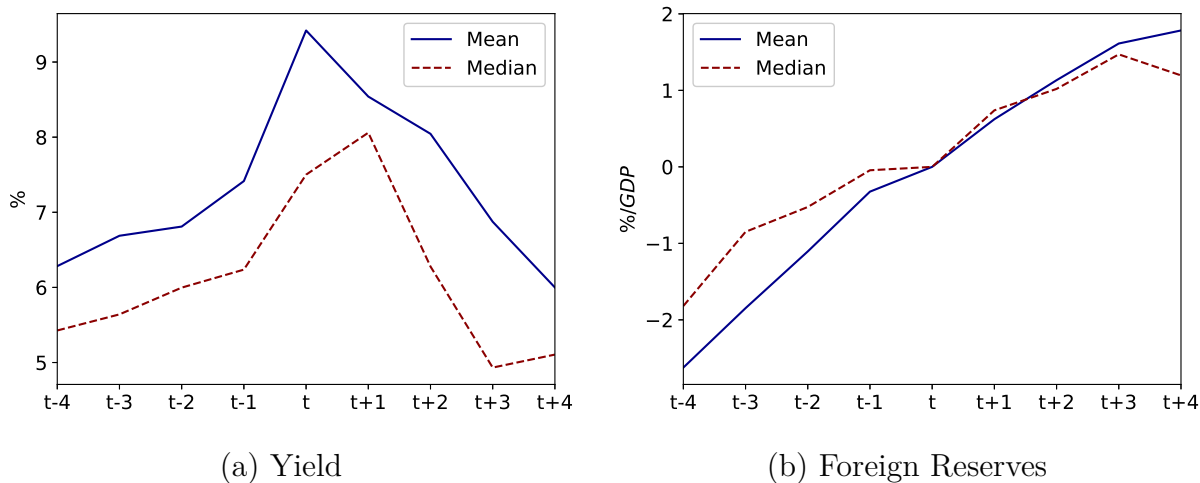 Mean
Median
%
9
8
7
6
5
t-4 t-3 t-2 t-1 t t+1 t+2 t+3 t+4
(a) Yield
Mean
Median
%/GDP
2
1
0
−1
−2
t-4 t-3 t-2 t-1 t t+1 t+2 t+3 t+4
(b) Foreign Reserves